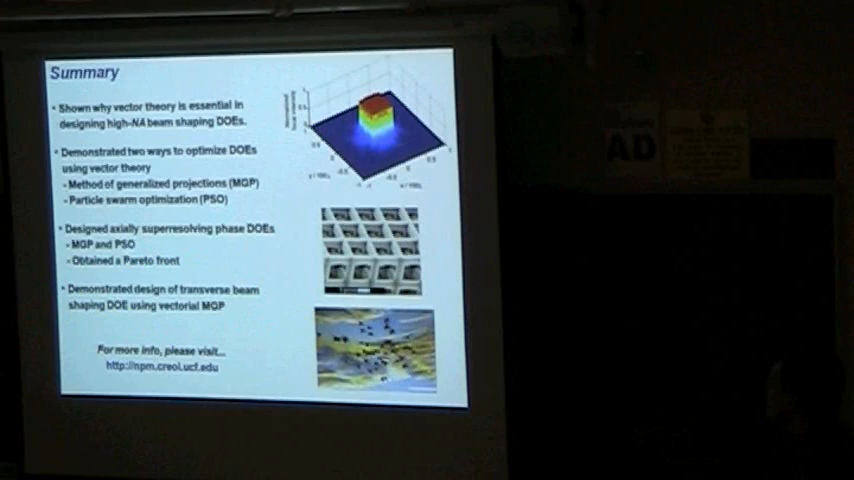 Summary
• Shown why vector theory is essential in
designing high-NA beam shaping DOEs.
• Demonstrated two ways to optimize DOEs
using vector theory
- Method of generalized projections (MGP)
- Particle swarm optimization (PSO)
• Designed axially superresolving phase DOEs
- MGP and PSO
- Obtained a Pareto front
• Demonstrated design of transverse beam
shaping DOE using vectorial MGP
For more info, please visit...
http://npm.creol.ucf.edu
AD